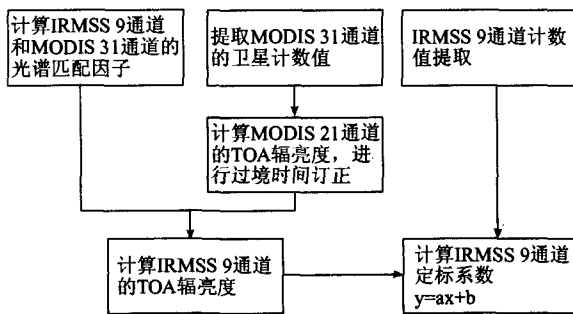 计算IRMSS 9通道
和MODIS 31通道的
光谱匹配因子
提取MODIS 31通道
的卫星计数值
IRMSS 9通道计数
值提取
计算MODIS 21通道
的TOA辐亮度，进
行过境时间订正
计算IRMSS 9通道
的TOA辐亮度
计算IRMSS 9通道
定标系数
y=ax+b